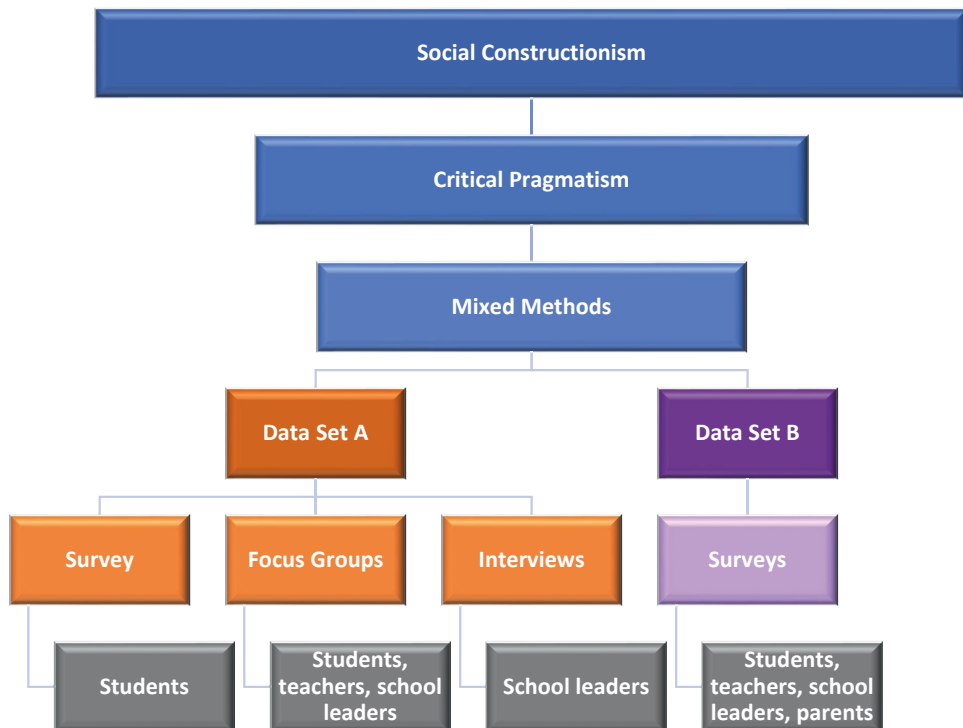 Social Constructionism
Critical Pragmatism
Mixed Methods
Data Set A
Data Set B
Survey
Focus Groups
Interviews
Surveys
Students
Students,
teachers, school
leaders
School leaders
Students,
teachers, school
leaders, parents